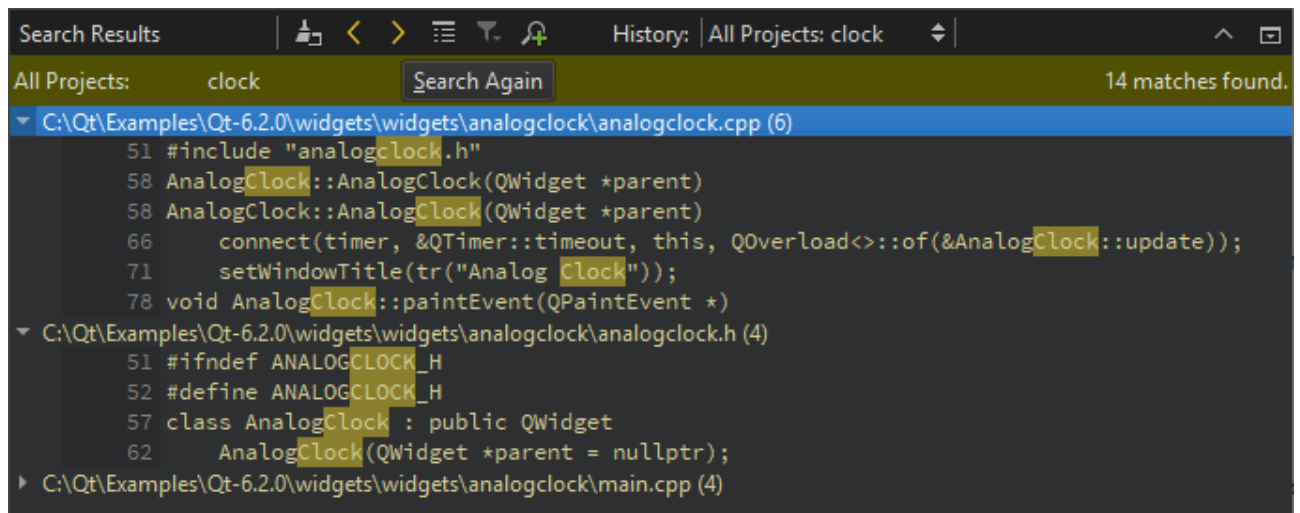 Search Results History: All Projects: clock
All Projects: clock Search Again 14 matches found.
C:\Qt\Examples\Qt-6.2.0\widgets\widgets\analogclock\analogclock.cpp (6)
51 #include "analogclock.h"
58 AnalogClock::AnalogClock(QWidget *parent)
58 AnalogClock::AnalogClock(QWidget *parent)
66 connect(timer, &QTimer::timeout, this, QOverload<>::of(&AnalogClock::update));
71 setWindowTitle(tr("Analog Clock"));
78 void AnalogClock::paintEvent(QPaintEvent *)
C:\Qt\Examples\Qt-6.2.0\widgets\widgets\analogclock\analogclock.h (4)
51 #ifndef ANALOGCLOCK_H
52 #define ANALOGCLOCK_H
57 class AnalogClock : public QWidget
62 AnalogClock(QWidget *parent = nullptr);
C:\Qt\Examples\Qt-6.2.0\widgets\widgets\analogclock\main.cpp (4)